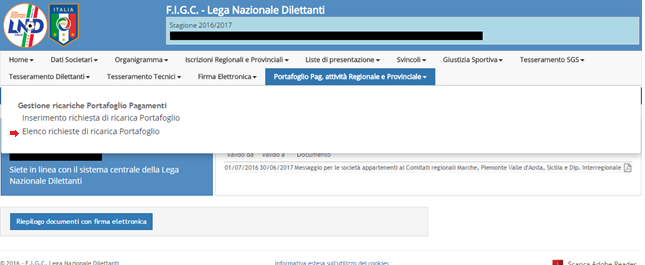 LND
ITALIA
FIGC
F.I.G.C. - Lega Nazionale Dilettanti
Stagione 2016/2017
Home
Dati Societari
Organigramma
Iscrizioni Regionali e Provinciali
Liste di presentazione
Svincoli
Giustizia Sportiva
Tesseramento SGS
Tesseramento Dilettanti
Tesseramento Tecnici
Firma Elettronica
Portafoglio Pag. attività Regionale e Provinciale
Gestione ricariche Portafoglio Pagamenti
Inserimento richiesta di ricarica Portafoglio
Elenco richieste di ricarica Portafoglio
Siete in linea con il sistema centrale della Lega
Nazionale Dilettanti
Valido da Valido a Documento
01/07/2016 30/06/2017 Messaggio per le società appartenenti ai Comitati regionali Marche, Piemonte Valle d'Aosta, Sicilia e Dip. Interregionale
Riepilogo documenti con firma elettronica
© 2016 - F.I.G.C. Lega Nazionale Dilettanti
Informativa estesa sull'utilizzo dei cookies
Scarica Adobe Reader